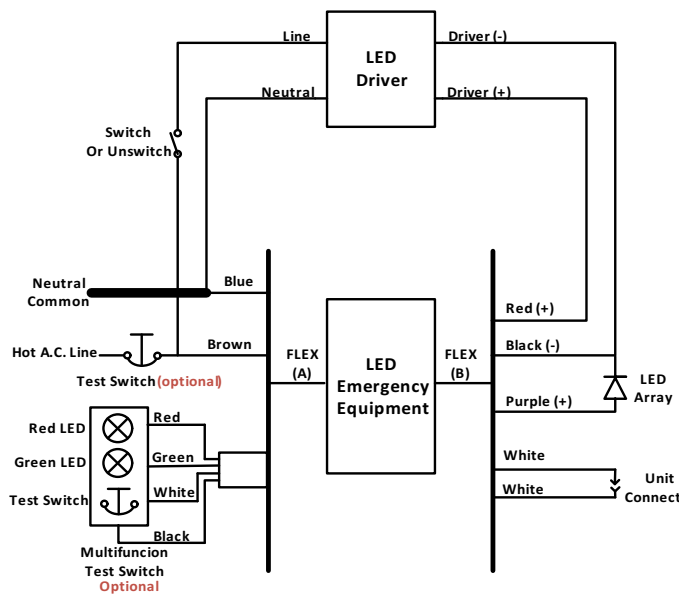 Line
LED
Driver
Driver (-)
Neutral
Driver (+)
Switch
Or Unswitch
Neutral
Common
Blue
Red (+)
Hot A.C. Line
Brown
Test Switch(optional)
FLEX
(A)
LED
Emergency
Equipment
FLEX
(B)
Black (-)
LED
Array
Purple (+)
Red LED
Red
Green LED
Green
Test Switch
White
Black
Multifuncion
Test Switch
Optional
White
White
Unit
Connect